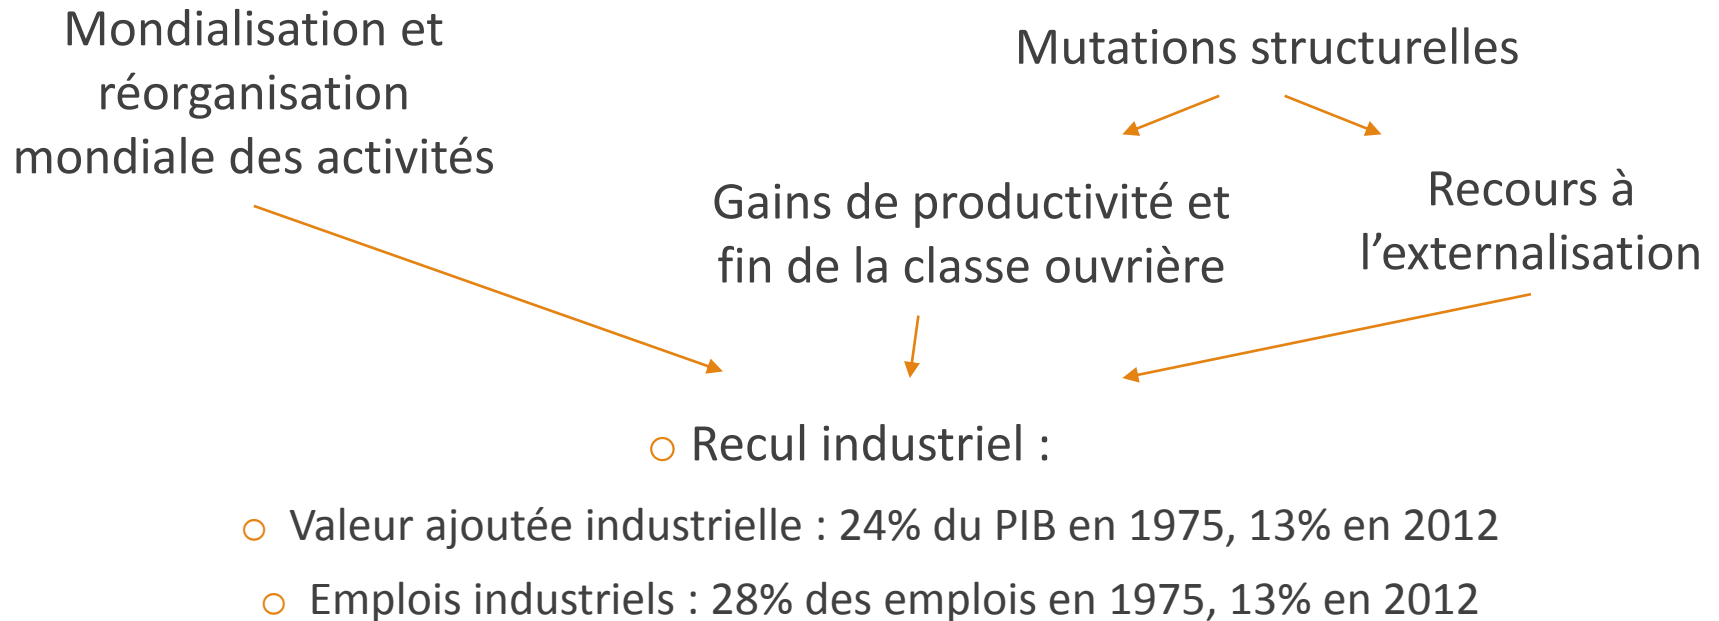 Mondialisation et
réorganisation
mondiale des activités
Mutations structurelles
Gains de productivité et
fin de la classe ouvrière
Recours à
l’externalisation
Recul industriel :
Valeur ajoutée industrielle : 24% du PIB en 1975, 13% en 2012
Emplois industriels : 28% des emplois en 1975, 13% en 2012